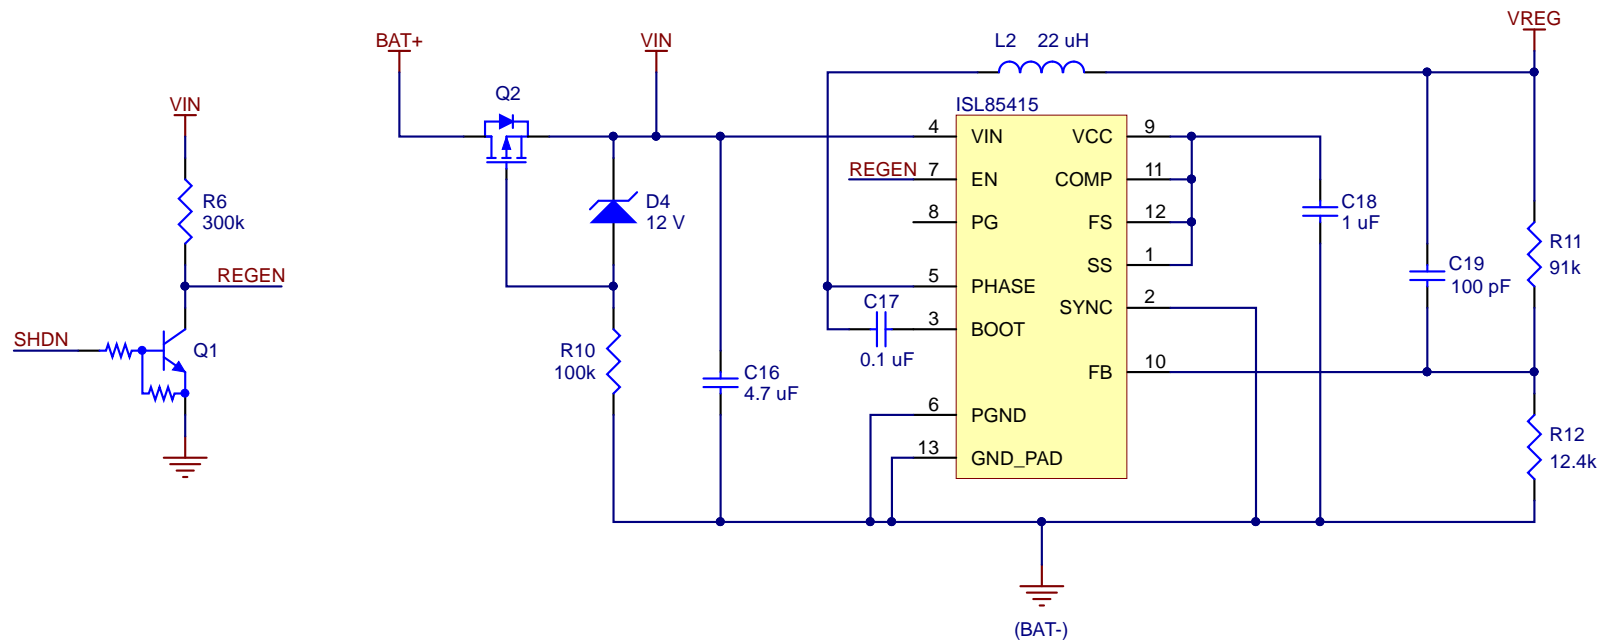 VREG
BAT+
VIN
L2 22 uH
Q2
ISL85415
VIN
4 VIN VCC 9
REGEN 7 EN COMP 11
R6
300k
D4
12 V
C18
1 uF
8 PG FS 12
SS 1
R11
91k
REGEN
5 PHASE
C19
100 pF
SYNC 2
C17
0.1 uF
3 BOOT
SHDN
Q1
R10
100k
C16
4.7 uF
FB 10
6 PGND
R12
12.4k
13 GND_PAD
(BAT-)